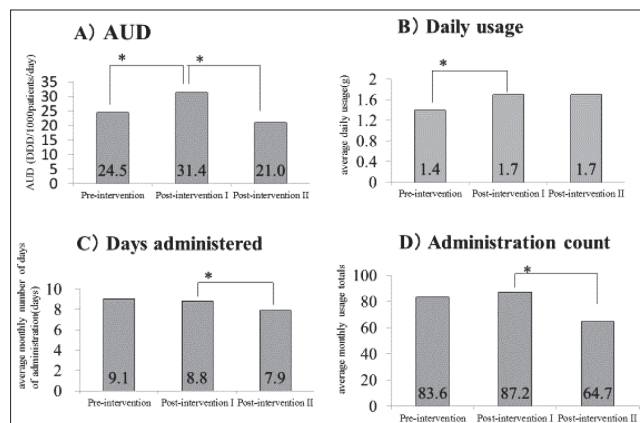 A) AUD
*
*
AUD (DDD/1000patients/day)
35
30
25
20
15
10
5
0
24.5
31.4
21.0
Pre-intervention
Post-intervention I
Post-intervention II
B) Daily usage
*
average daily usage(g)
2
1.6
1.2
0.8
0.4
0
1.4
1.7
1.7
Pre-intervention
Post-intervention I
Post-intervention II
C) Days administered
*
average monthly number of days
of administration(days)
10
8
6
4
2
0
9.1
8.8
7.9
Pre-intervention
Post-intervention I
Post-intervention II
D) Administration count
*
average monthly usage totals
100
80
60
40
20
0
83.6
87.2
64.7
Pre-intervention
Post-intervention I
Post-intervention II